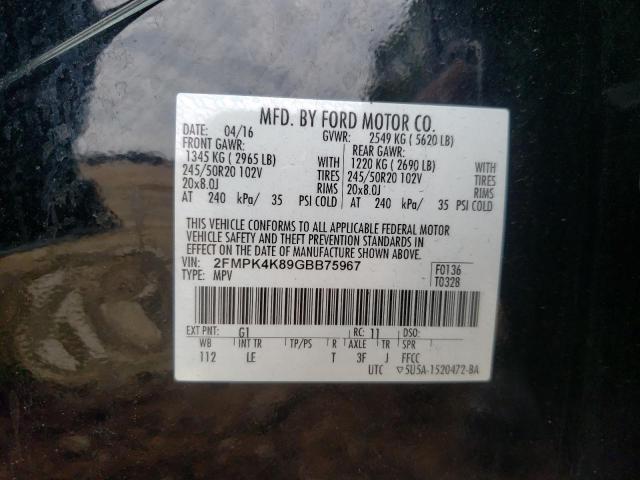 MFD. BY FORD MOTOR CO.
DATE: 04/16 GVWR: 2549 KG ( 5620 LB)
FRONT GAWR: REAR GAWR:
1345 KG ( 2965 LB) WITH 1220 KG ( 2690 LB) WITH
245/50R20 102V TIRES 245/50R20 102V TIRES
20x8.0J RIMS 20x8.0J RIMS
AT 240 kPa/ 35 PSI COLD AT 240 kPa/ 35 PSI COLD
THIS VEHICLE CONFORMS TO ALL APPLICABLE FEDERAL MOTOR
VEHICLE SAFETY AND THEFT PREVENTION STANDARDS IN
EFFECT ON THE DATE OF MANUFACTURE SHOWN ABOVE.
VIN: 2FMPK4K89GBB75967 F0136
TYPE: MPV T0328
EXT PNT: G1 RC: 11 DSO:
WB INT TR TP/PS R AXLE TR SPR
112 LE T 3F J FFCC
UTC ▽5U5A-1520472-BA